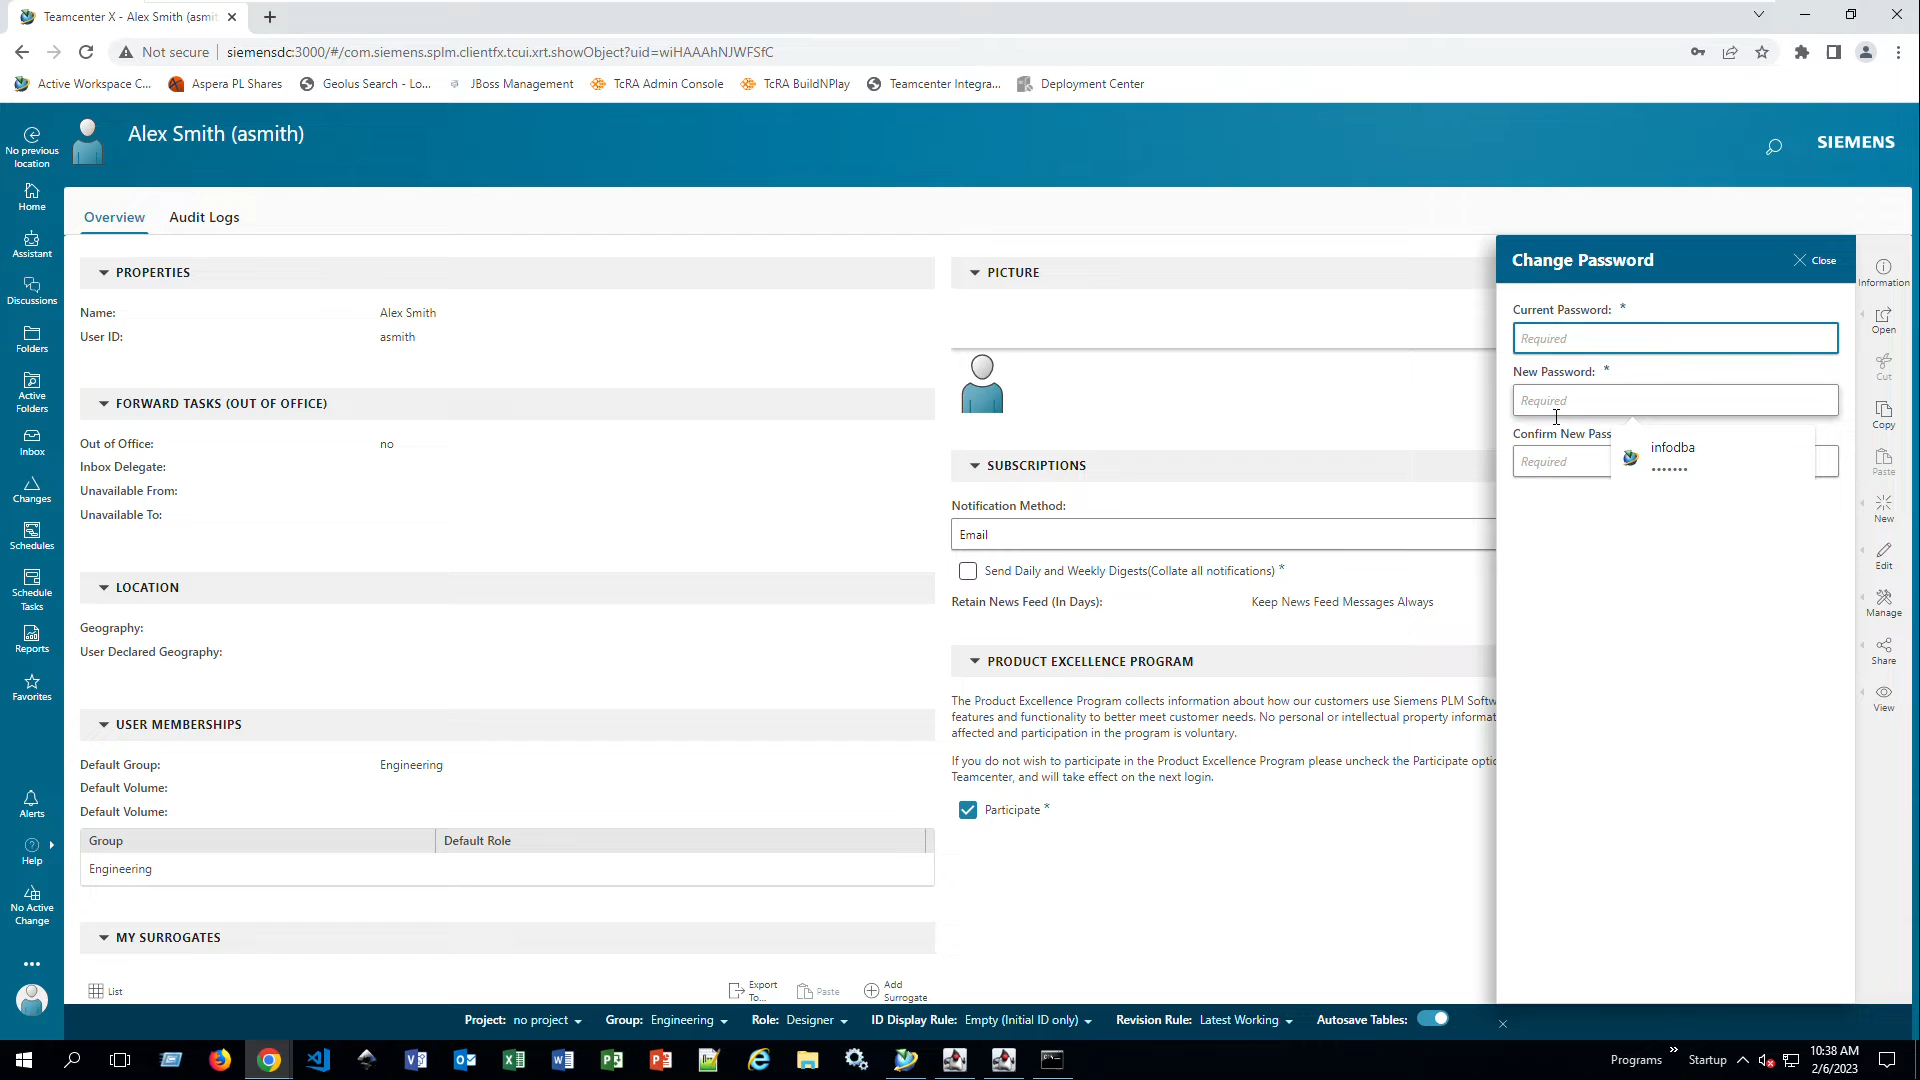 Teamcenter X - Alex Smith (asmit
Not secure
siemensdc:3000/#/com.siemens.splm.clientfx.tcui.xrt.showObject?uid=wiHAAAhNJWFSfC
Active Workspace C...
Aspera PL Shares
Geolus Search - Lo...
JBoss Management
TcRA Admin Console
TcRA BuildNPlay
Teamcenter Integra...
Deployment Center
No previous
location
Home
Assistant
Discussions
Folders
Active
Folders
Inbox
Changes
Schedules
Schedule
Tasks
Reports
Favorites
Alerts
Help
No Active
Change
Alex Smith (asmith)
SIEMENS
Overview
Audit Logs
PROPERTIES
Name: Alex Smith
User ID: asmith
FORWARD TASKS (OUT OF OFFICE)
Out of Office: no
Inbox Delegate:
Unavailable From:
Unavailable To:
LOCATION
Geography:
User Declared Geography:
USER MEMBERSHIPS
Default Group: Engineering
Default Volume:
Default Volume:
Group Default Role
Engineering
MY SURROGATES
List
Export
To...
Paste
Add
Surrogate
PICTURE
SUBSCRIPTIONS
Notification Method:
Email
Send Daily and Weekly Digests(Collate all notifications) *
Retain News Feed (In Days): Keep News Feed Messages Always
PRODUCT EXCELLENCE PROGRAM
The Product Excellence Program collects information about how our customers use Siemens PLM Softw
features and functionality to better meet customer needs. No personal or intellectual property informat
affected and participation in the program is voluntary.
If you do not wish to participate in the Product Excellence Program please uncheck the Participate optic
Teamcenter, and will take effect on the next login.
Participate *
Change Password
Close
Current Password: *
Required
New Password: *
Required
Confirm New Pass
Required
infodba
•••••••
Information
Open
Cut
Copy
Paste
New
Edit
Manage
Share
View
Project: no project
Group: Engineering
Role: Designer
ID Display Rule: Empty (Initial ID only)
Revision Rule: Latest Working
Autosave Tables:
Programs
Startup
10:38 AM
2/6/2023